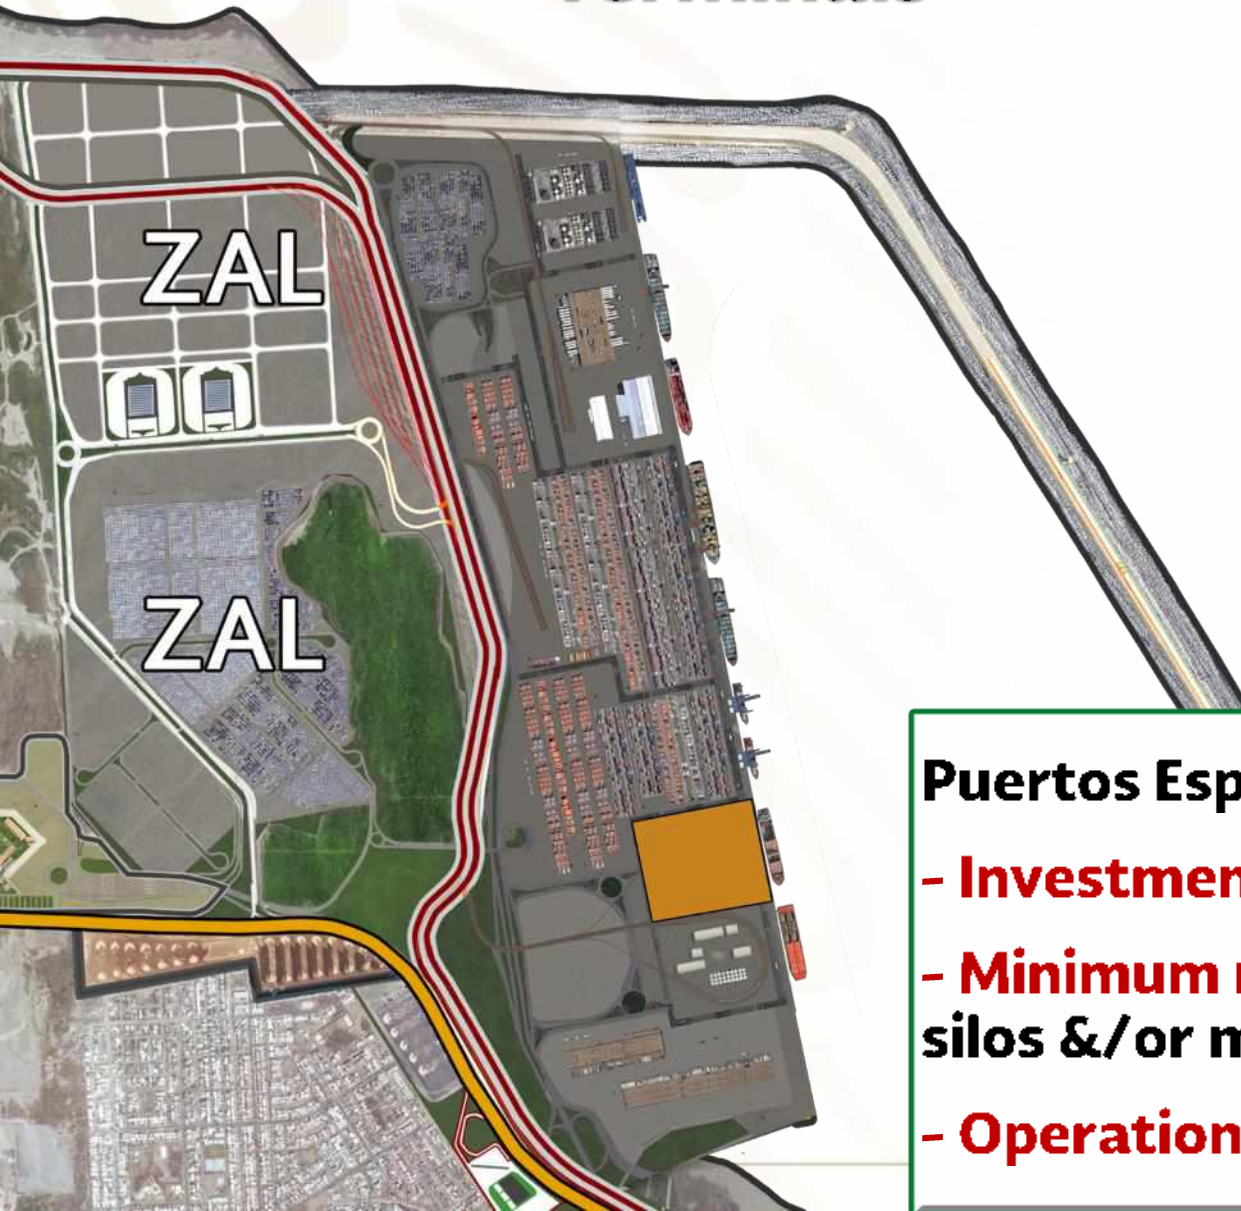 ZAL
ZAL
Puertos Esp
- Investmen
- Minimum
silos &/or
- Operation